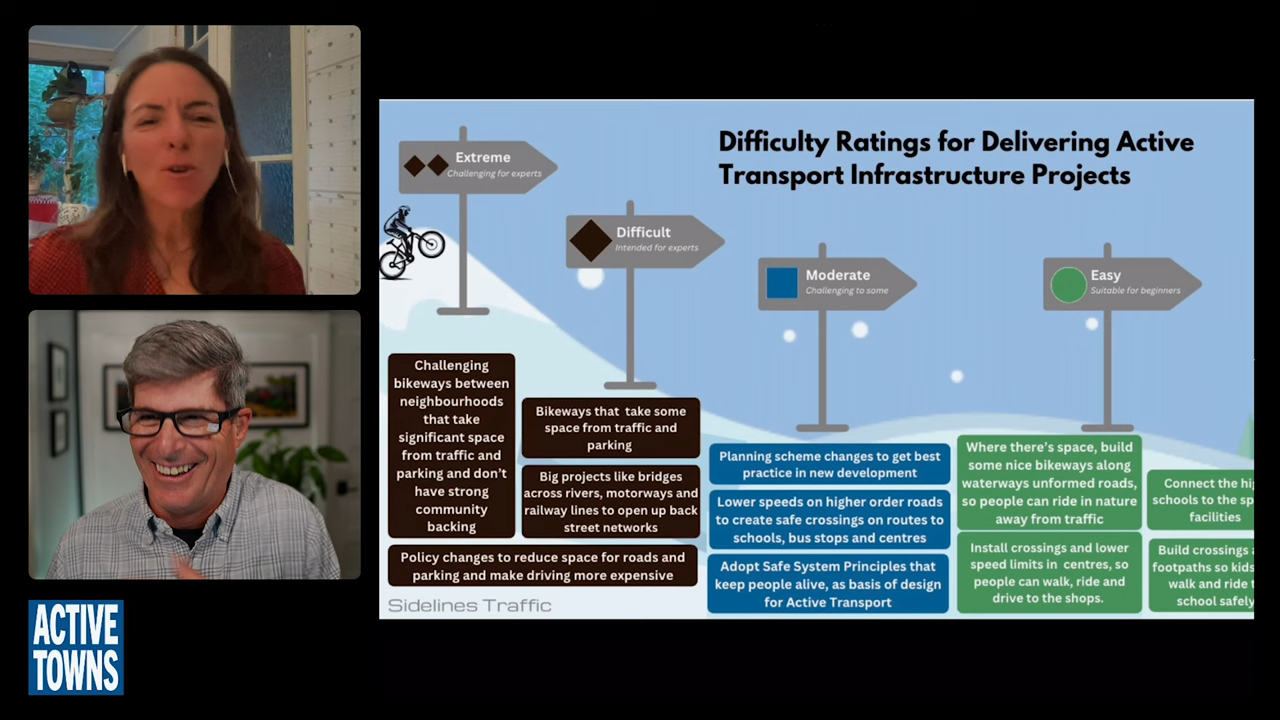 Difficulty Ratings for Delivering Active
Transport Infrastructure Projects
Extreme
Challenging for experts
Difficult
Intended for experts
Moderate
Challenging to some
Easy
Suitable for beginners
Challenging
bikeways between
neighbourhoods
that take
significant space
from traffic and
parking and don't
have strong
community
backing
Bikeways that take some
space from traffic and
parking
Big projects like bridges
across rivers, motorways and
railway lines to open up back
street networks
Policy changes to reduce space for roads and
parking and make driving more expensive
Planning scheme changes to get best
practice in new development
Lower speeds on higher order roads
to create safe crossings on routes to
schools, bus stops and centres
Adopt Safe System Principles that
keep people alive, as basis of design
for Active Transport
Where there's space, build
some nice bikeways along
waterways unformed roads,
so people can ride in nature
away from traffic
Install crossings and lower
speed limits in centres, so
people can walk, ride and
drive to the shops.
Connect the hig
schools to the sp
facilities
Build crossings
footpaths so kids
walk and ride t
school safely
Sidelines Traffic
ACTIVE
TOWNS